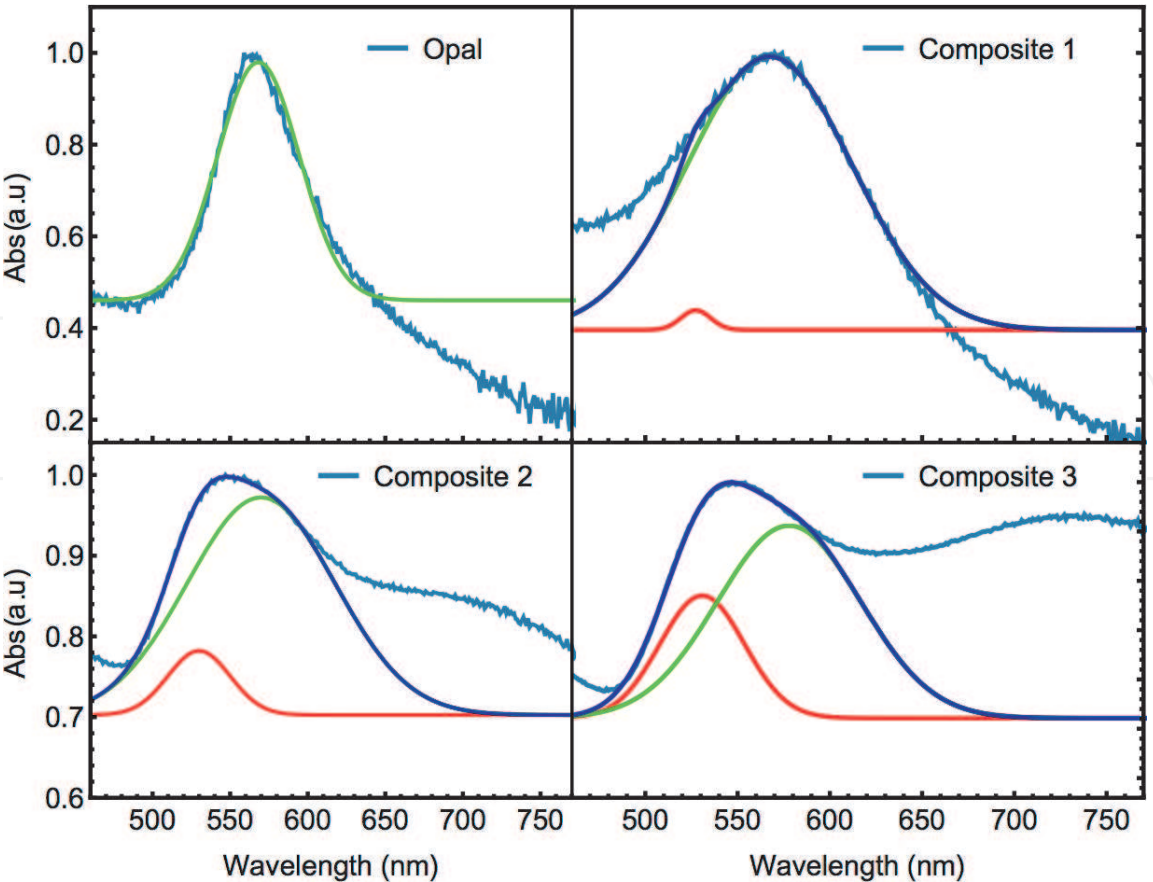 Opal
Composite 1
1.0
0.8
0.6
0.4
0.2
Abs(a.u)
Composite 2
Composite 3
1.0
0.9
0.8
0.7
0.6
Abs(a.u)
500 550 600 650 700 750
500 550 600 650 700 750
Wavelength (nm)
Wavelength (nm)